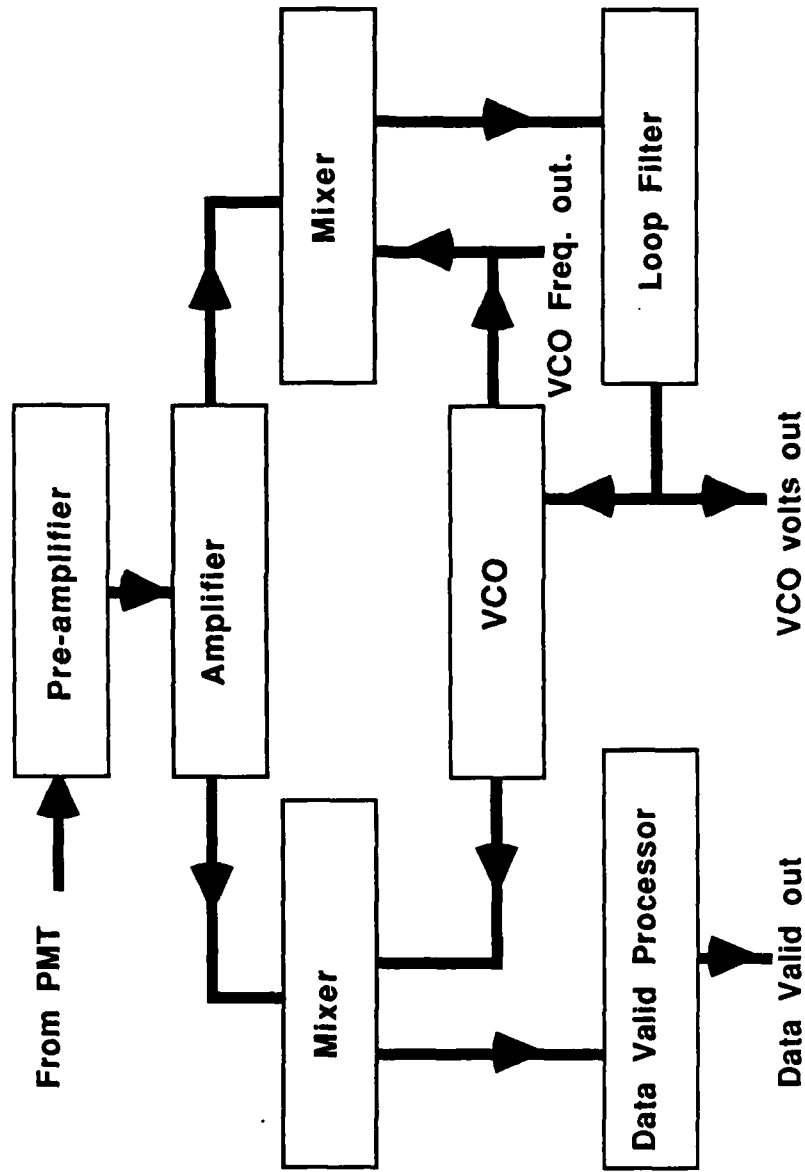 From PMT
Pre-amplifier
Amplifier
Mixer
Mixer
VCO
VCO Freq. out.
Data Valid Processor
Loop Filter
Data Valid out
VCO volts out